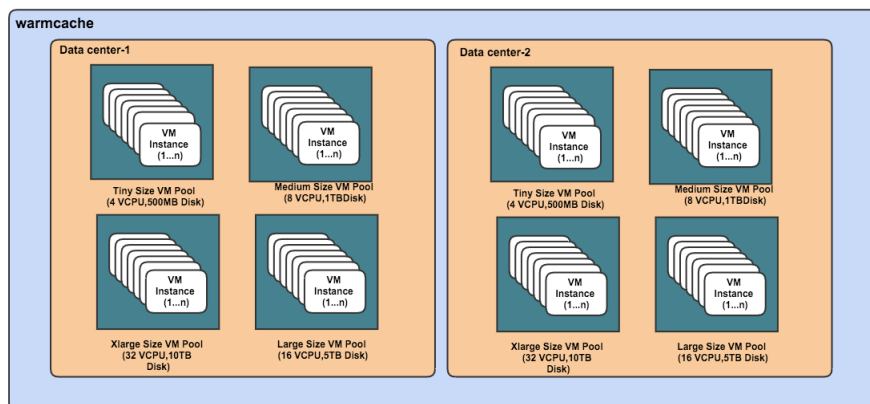 warmcache
Data center-1
VM
Instance
(1...n)
VM
Instance
(1...n)
Tiny Size VM Pool
(4 VCPU,500MB Disk)
Medium Size VM Pool
(8 VCPU,1TBDisk)
VM
Instance
(1...n)
VM
Instance
(1...n)
Xlarge Size VM Pool
(32 VCPU,10TB
Disk)
Large Size VM Pool
(16 VCPU,5TB Disk)
Data center-2
VM
Instance
(1...n)
VM
Instance
(1...n)
Tiny Size VM Pool
(4 VCPU,500MB Disk)
Medium Size VM Pool
(8 VCPU,1TBDisk)
VM
Instance
(1...n)
VM
Instance
(1...n)
Xlarge Size VM Pool
(32 VCPU,10TB
Disk)
Large Size VM Pool
(16 VCPU,5TB Disk)